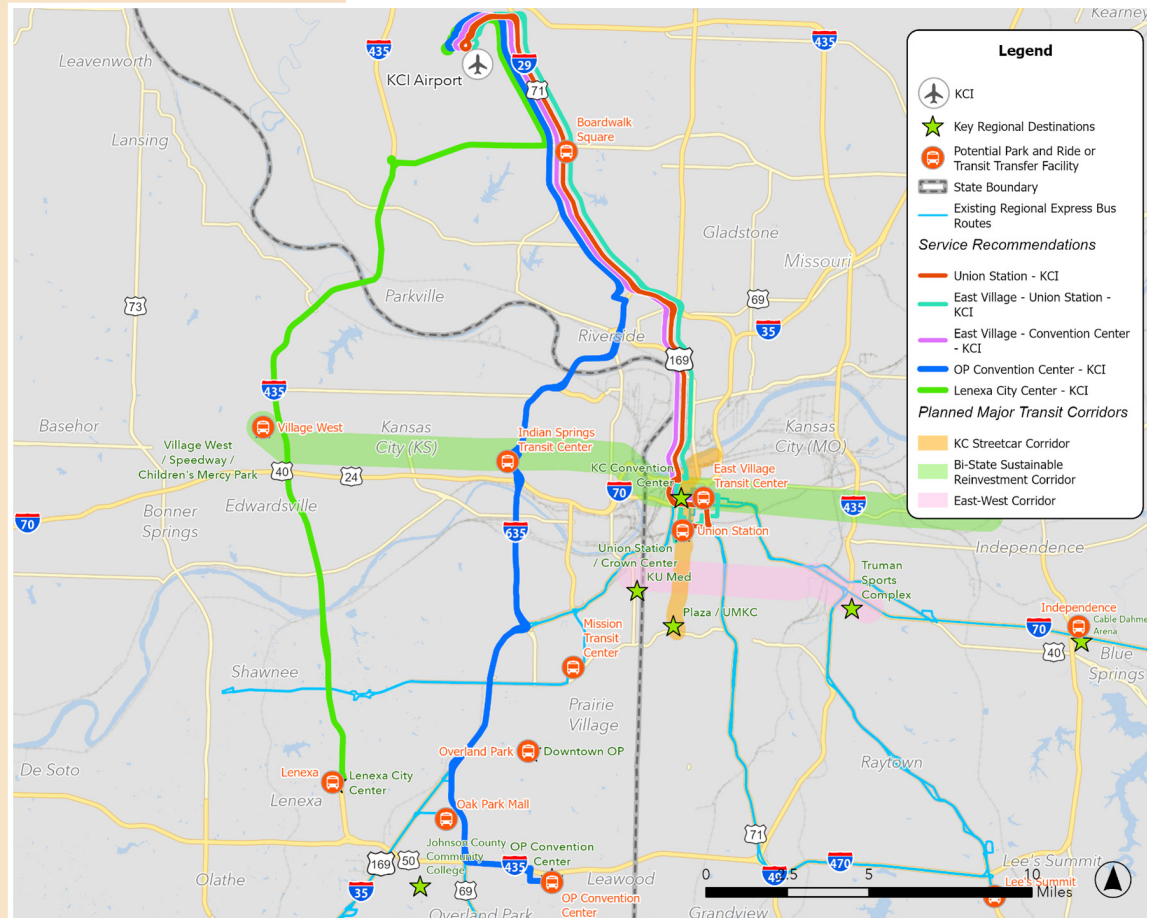 Kearney
435
435
Leavenworth
KCI Airport
29
71
Lansing
Boardwalk
Square
Gladstone
Missouri
73
Parkville
69
35
Riverside
169
435
Basehor
Village West
Village West /
Speedway /
Children's Mercy Park
Kansas
City (KS)
Indian Springs
Transit Center
Kansas
City (MO)
KC Convention
Center
East Village
Transit Center
40
24
70
435
Edwardsville
70
Bonner
Springs
635
Union Station
Independence
Union Station
/ Crown Center
KU Med
Truman
Sports
Complex
Plaza / UMKC
Independence
Cable Dahme
Arena
Mission
Transit
Center
70
40
Blue
Springs
Shawnee
Prairie
Village
Overland Park
Downtown OP
De Soto
Lenexa
Lenexa City
Center
Lenexa
Raytown
Oak Park Mall
71
Johnson County
Community
College
OP Convention
Center
169
50
435
Leawood
49
470
Lee's Summit
Lee's Summit
Olathe
35
69
OP Convention
Center
Overland Park
Grandview
0
2.5
5
10
Miles
Legend
KCI
Key Regional Destinations
Potential Park and Ride or
Transit Transfer Facility
State Boundary
Existing Regional Express Bus
Routes
Service Recommendations
Union Station - KCI
East Village - Union Station -
KCI
East Village - Convention Center
- KCI
OP Convention Center - KCI
Lenexa City Center - KCI
Planned Major Transit Corridors
KC Streetcar Corridor
Bi-State Sustainable
Reinvestment Corridor
East-West Corridor